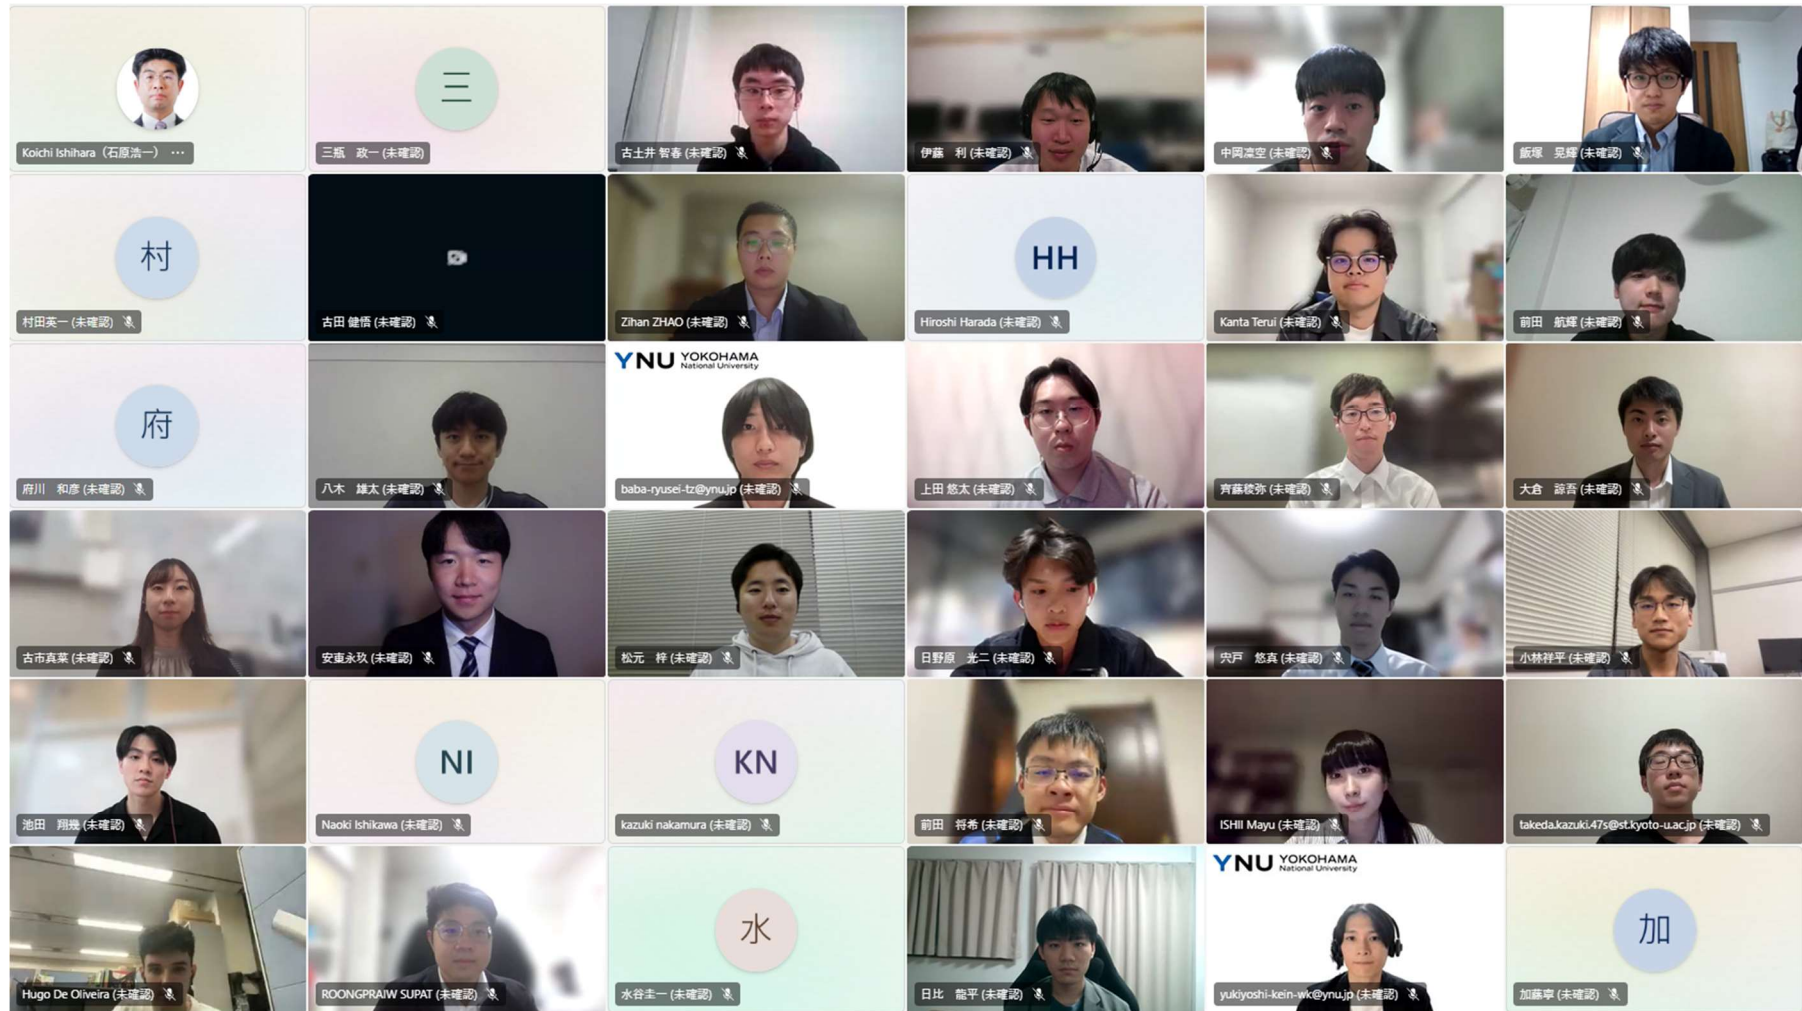 Koichi Ishihara（石原浩一） ...
三
三瓶　政一 (未確認)
古土井 智春 (未確認)
伊藤　利 (未確認)
中岡凛空 (未確認)
飯塚　晃輝 (未確認)
村
村田英一 (未確認)
古田 健悟 (未確認)
Zihan ZHAO (未確認)
HH
Hiroshi Harada (未確認)
Kanta Terui (未確認)
前田　航輝 (未確認)
府
府川　和彦 (未確認)
八木　雄太 (未確認)
YNU YOKOHAMA
National University
baba-ryusei-tz@ynu.jp (未確認)
上田 悠太 (未確認)
齊藤稜弥 (未確認)
大倉　諒吾 (未確認)
古市真菜 (未確認)
安東永玖 (未確認)
松元　梓 (未確認)
日野原　光二 (未確認)
宍戸　悠真 (未確認)
小林祥平 (未確認)
池田　翔幾 (未確認)
NI
Naoki Ishikawa (未確認)
KN
kazuki nakamura (未確認)
前田　将希 (未確認)
ISHII Mayu (未確認)
takeda.kazuki.47s@st.kyoto-u.ac.jp (未確認)
Hugo De Oliveira (未確認)
ROONGPRAIW SUPAT (未確認)
水
水谷圭一 (未確認)
日比　龍平 (未確認)
YNU YOKOHAMA
National University
yukiyoshi-kein-wk@ynu.jp (未確認)
加
加藤寧 (未確認)